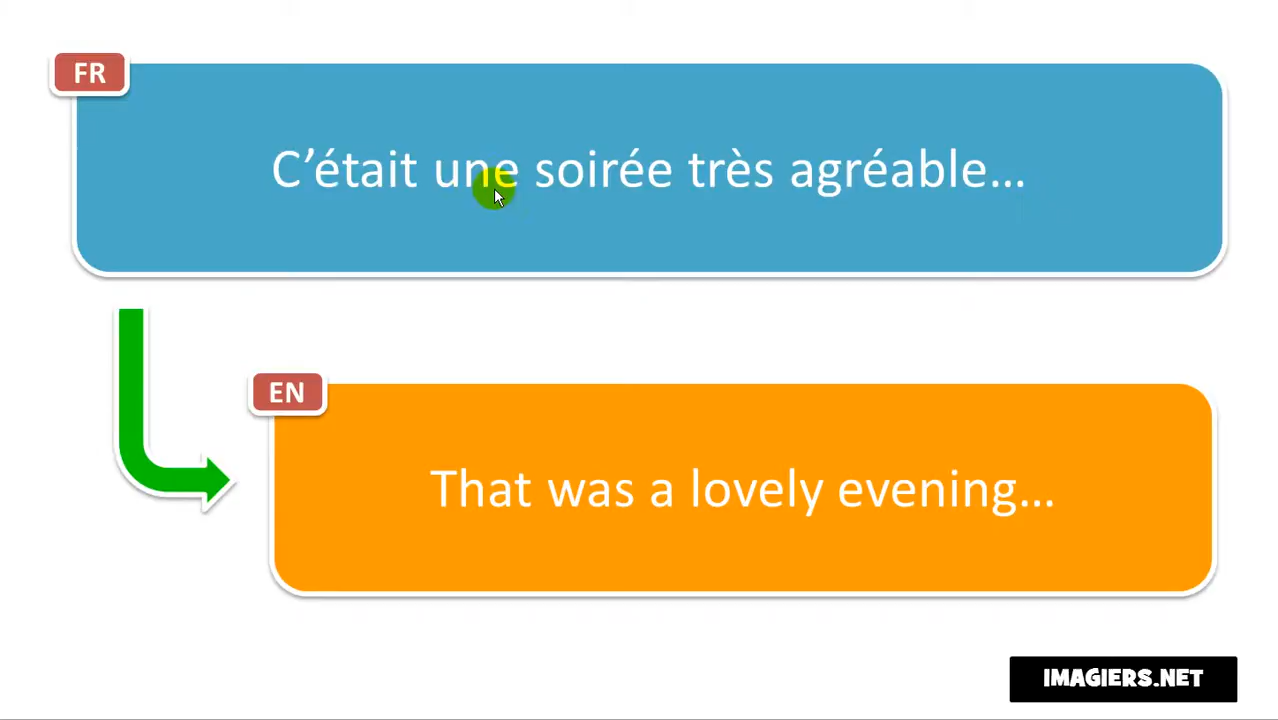 FR
C’était une soirée très agréable...
EN
That was a lovely evening...
IMAGIERS.NET